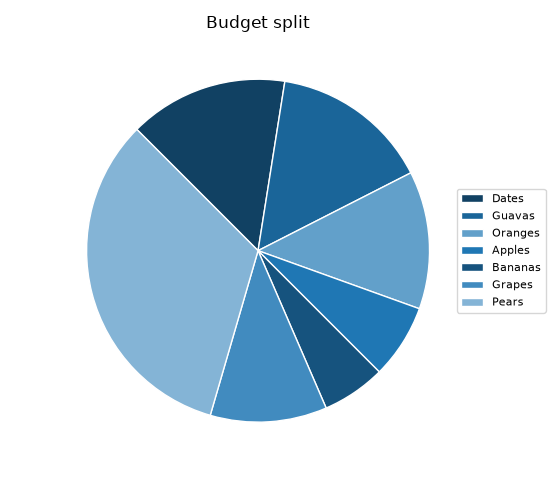 Budget split
Dates
Guavas
Oranges
Apples
Bananas
Grapes
Pears